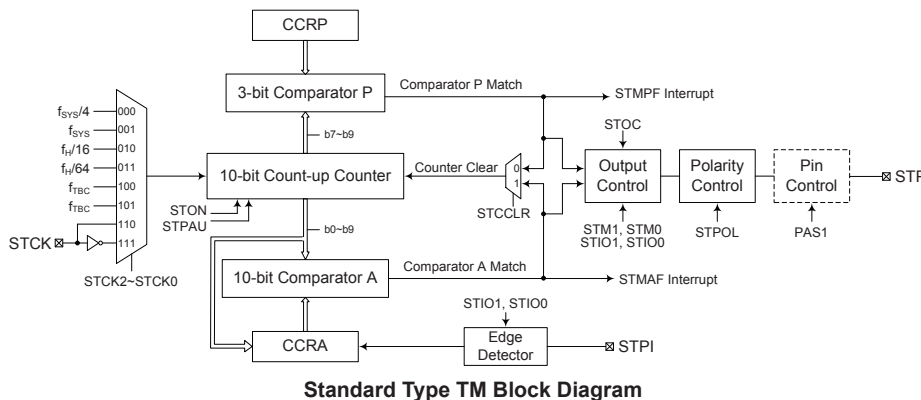 CCRP
3-bit Comparator P
Comparator P Match
STMPF Interrupt
b7~b9
STOC
fSYS/4
000
fSYS
001
fH/16
010
fH/64
011
fTBC
100
fTBC
101
110
111
STCK
STCK2~STCK0
10-bit Count-up Counter
Counter Clear
0
1
STCCLR
Output
Control
Polarity
Control
Pin
Control
STP
STON
STPAU
STM1, STM0
STIO1, STIO0
STPOL
PAS1
b0~b9
10-bit Comparator A
Comparator A Match
STMAF Interrupt
STIO1, STIO0
CCRA
Edge
Detector
STPI
Standard Type TM Block Diagram